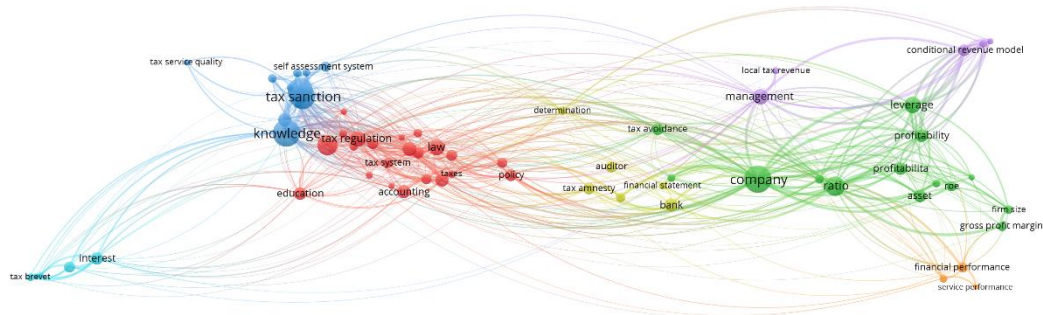 conditional revenue model
tax service quality
self assessment system
local tax revenue
tax sanction
management
leverage
determination
knowledge
tax regulation
tax avoidance
profitability
law
tax system
taxes
auditor
profitabilita
policy
company
ratio
education
accounting
tax amnesty
financial statement
roe
asset
bank
firm size
gross profit margin
Interest
financial performance
tax brevet
service performance